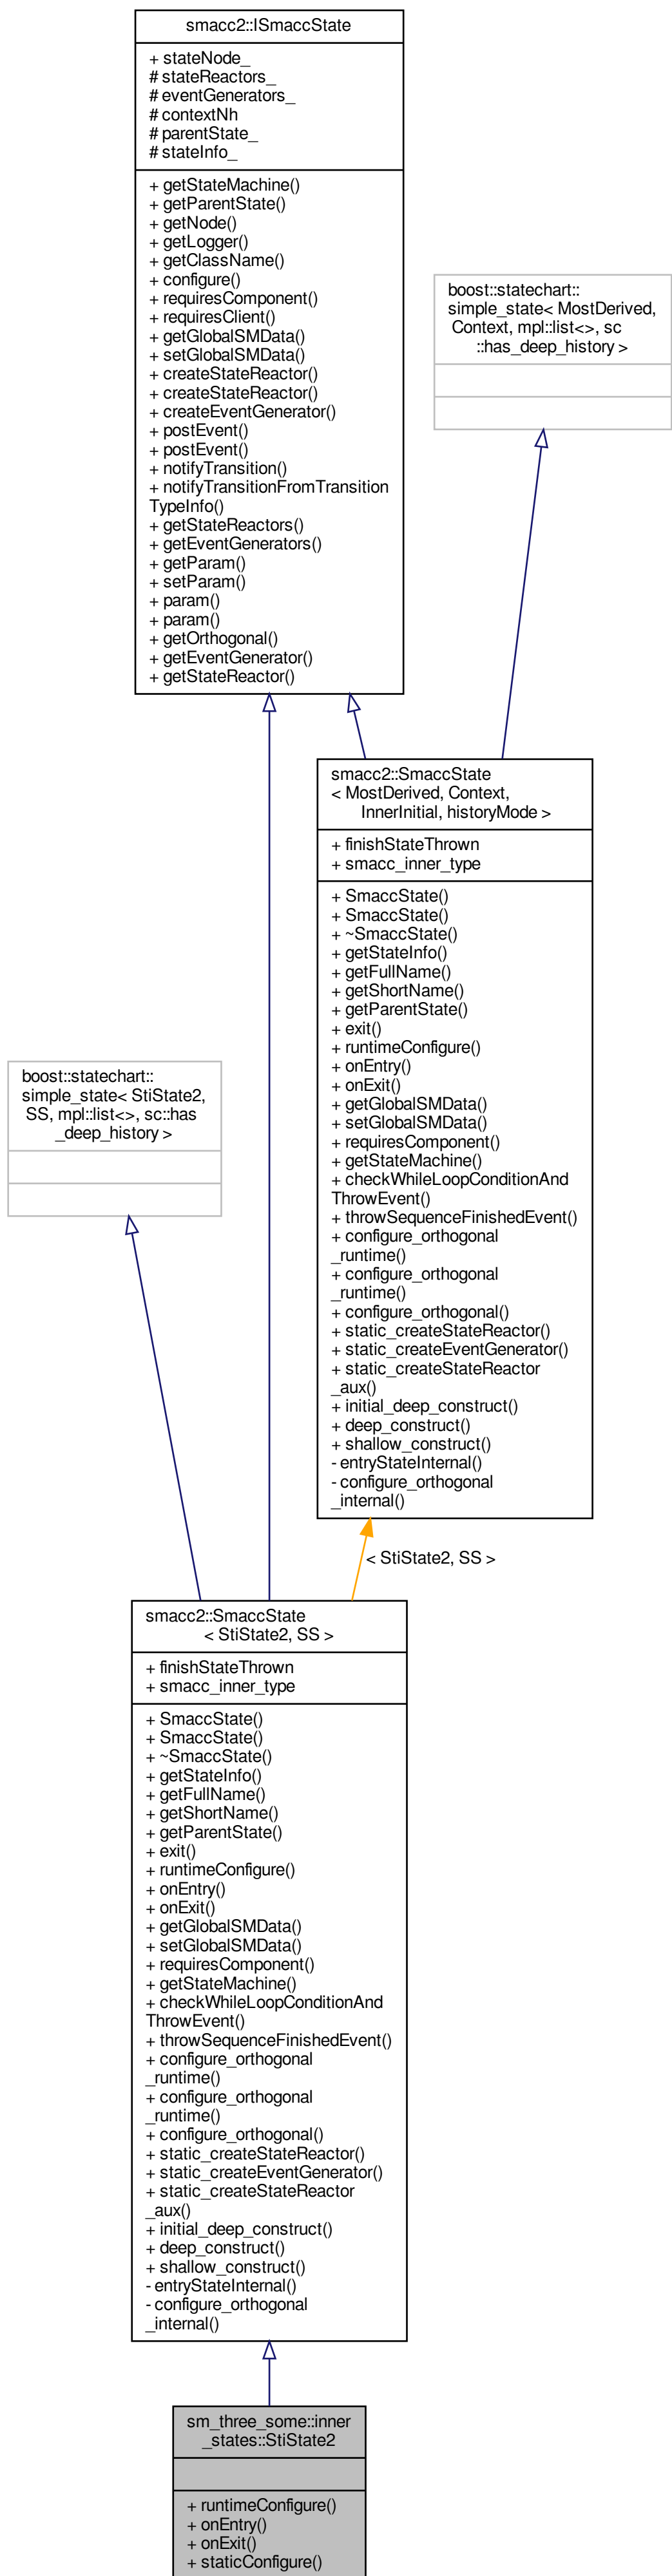 smacc2::ISmaccState
+ stateNode_
# stateReactors_
# eventGenerators_
# contextNh
# parentState_
# stateInfo_
+ getStateMachine()
+ getParentState()
+ getNode()
+ getLogger()
+ getClassName()
+ configure()
+ requiresComponent()
+ requiresClient()
+ getGlobalSMData()
+ setGlobalSMData()
+ createStateReactor()
+ createStateReactor()
+ createEventGenerator()
+ postEvent()
+ postEvent()
+ notifyTransition()
+ notifyTransitionFromTransition
TypeInfo()
+ getStateReactors()
+ getEventGenerators()
+ getParam()
+ setParam()
+ param()
+ param()
+ getOrthogonal()
+ getEventGenerator()
+ getStateReactor()
boost::statechart::
simple_state< MostDerived,
Context, mpl::list<>, sc
::has_deep_history >
smacc2::SmaccState
< MostDerived, Context,
InnerInitial, historyMode >
+ finishStateThrown
+ smacc_inner_type
+ SmaccState()
+ SmaccState()
+ ~SmaccState()
+ getStateInfo()
+ getFullName()
+ getShortName()
+ getParentState()
+ exit()
+ runtimeConfigure()
+ onEntry()
+ onExit()
+ getGlobalSMData()
+ setGlobalSMData()
+ requiresComponent()
+ getStateMachine()
+ checkWhileLoopConditionAnd
ThrowEvent()
+ throwSequenceFinishedEvent()
+ configure_orthogonal
_runtime()
+ configure_orthogonal
_runtime()
+ configure_orthogonal()
+ static_createStateReactor()
+ static_createEventGenerator()
+ static_createStateReactor
_aux()
+ initial_deep_construct()
+ deep_construct()
+ shallow_construct()
- entryStateInternal()
- configure_orthogonal
_internal()
boost::statechart::
simple_state< StiState2,
SS, mpl::list<>, sc::has
_deep_history >
< StiState2, SS >
smacc2::SmaccState
< StiState2, SS >
+ finishStateThrown
+ smacc_inner_type
+ SmaccState()
+ SmaccState()
+ ~SmaccState()
+ getStateInfo()
+ getFullName()
+ getShortName()
+ getParentState()
+ exit()
+ runtimeConfigure()
+ onEntry()
+ onExit()
+ getGlobalSMData()
+ setGlobalSMData()
+ requiresComponent()
+ getStateMachine()
+ checkWhileLoopConditionAnd
ThrowEvent()
+ throwSequenceFinishedEvent()
+ configure_orthogonal
_runtime()
+ configure_orthogonal
_runtime()
+ configure_orthogonal()
+ static_createStateReactor()
+ static_createEventGenerator()
+ static_createStateReactor
_aux()
+ initial_deep_construct()
+ deep_construct()
+ shallow_construct()
- entryStateInternal()
- configure_orthogonal
_internal()
sm_three_some::inner
_states::StiState2
+ runtimeConfigure()
+ onEntry()
+ onExit()
+ staticConfigure()